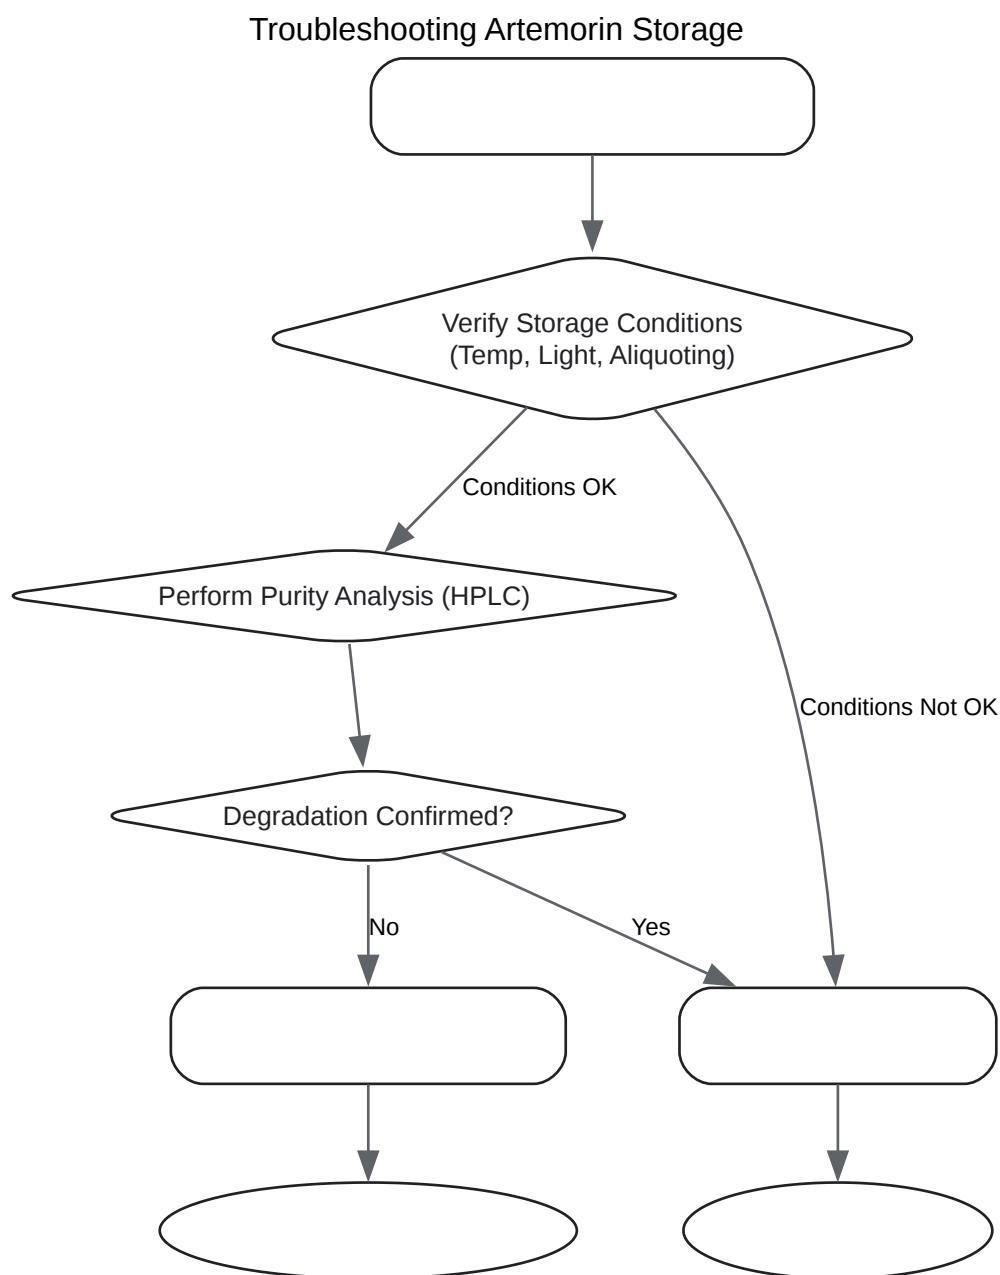 Troubleshooting Artemorin Storage
Verify Storage Conditions
(Temp, Light, Aliquoting)
Conditions OK
Perform Purity Analysis (HPLC)
Conditions Not OK
Degradation Confirmed?
No
Yes